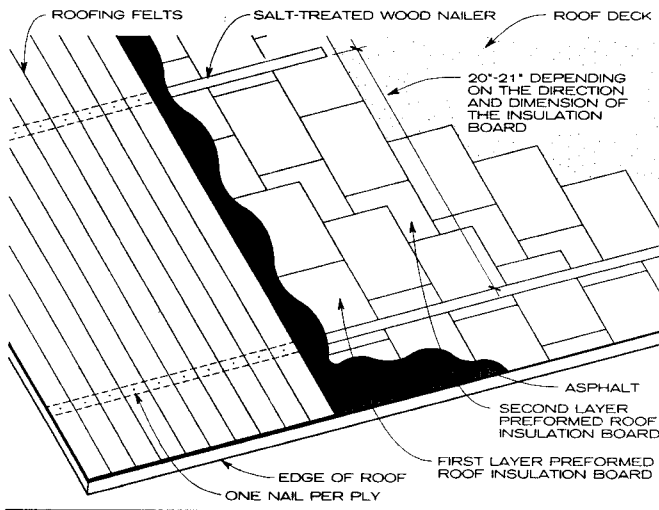 ROOFING FELTS
SALT-TREATED WOOD NAILER
ROOF DECK
20"-21" DEPENDING
ON THE DIRECTION
AND DIMENSION OF
THE INSULATION
BOARD
ASPHALT
SECOND LAYER
PREFORMED ROOF
INSULATION BOARD
FIRST LAYER PREFORMED
ROOF INSULATION BOARD
EDGE OF ROOF
ONE NAIL PER PLY